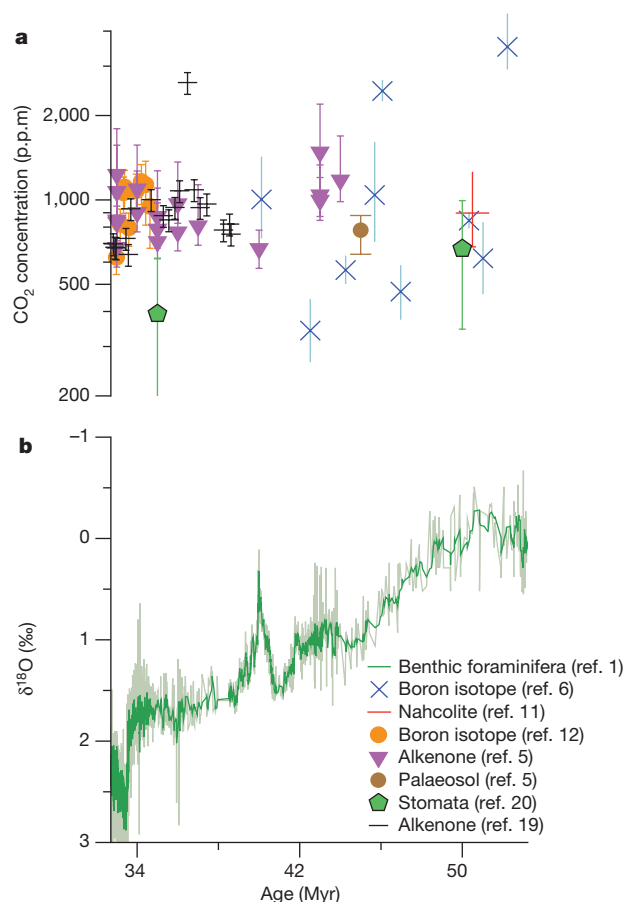 a
2,000
1,000
500
200
CO2 concentration (p.p.m)
b
−1
0
1
2
3
δ18O (‰)
Benthic foraminifera (ref. 1)
Boron isotope (ref. 6)
Nahcolite (ref. 11)
Boron isotope (ref. 12)
Alkenone (ref. 5)
Palaeosol (ref. 5)
Stomata (ref. 20)
Alkenone (ref. 19)
34 42 50
Age (Myr)